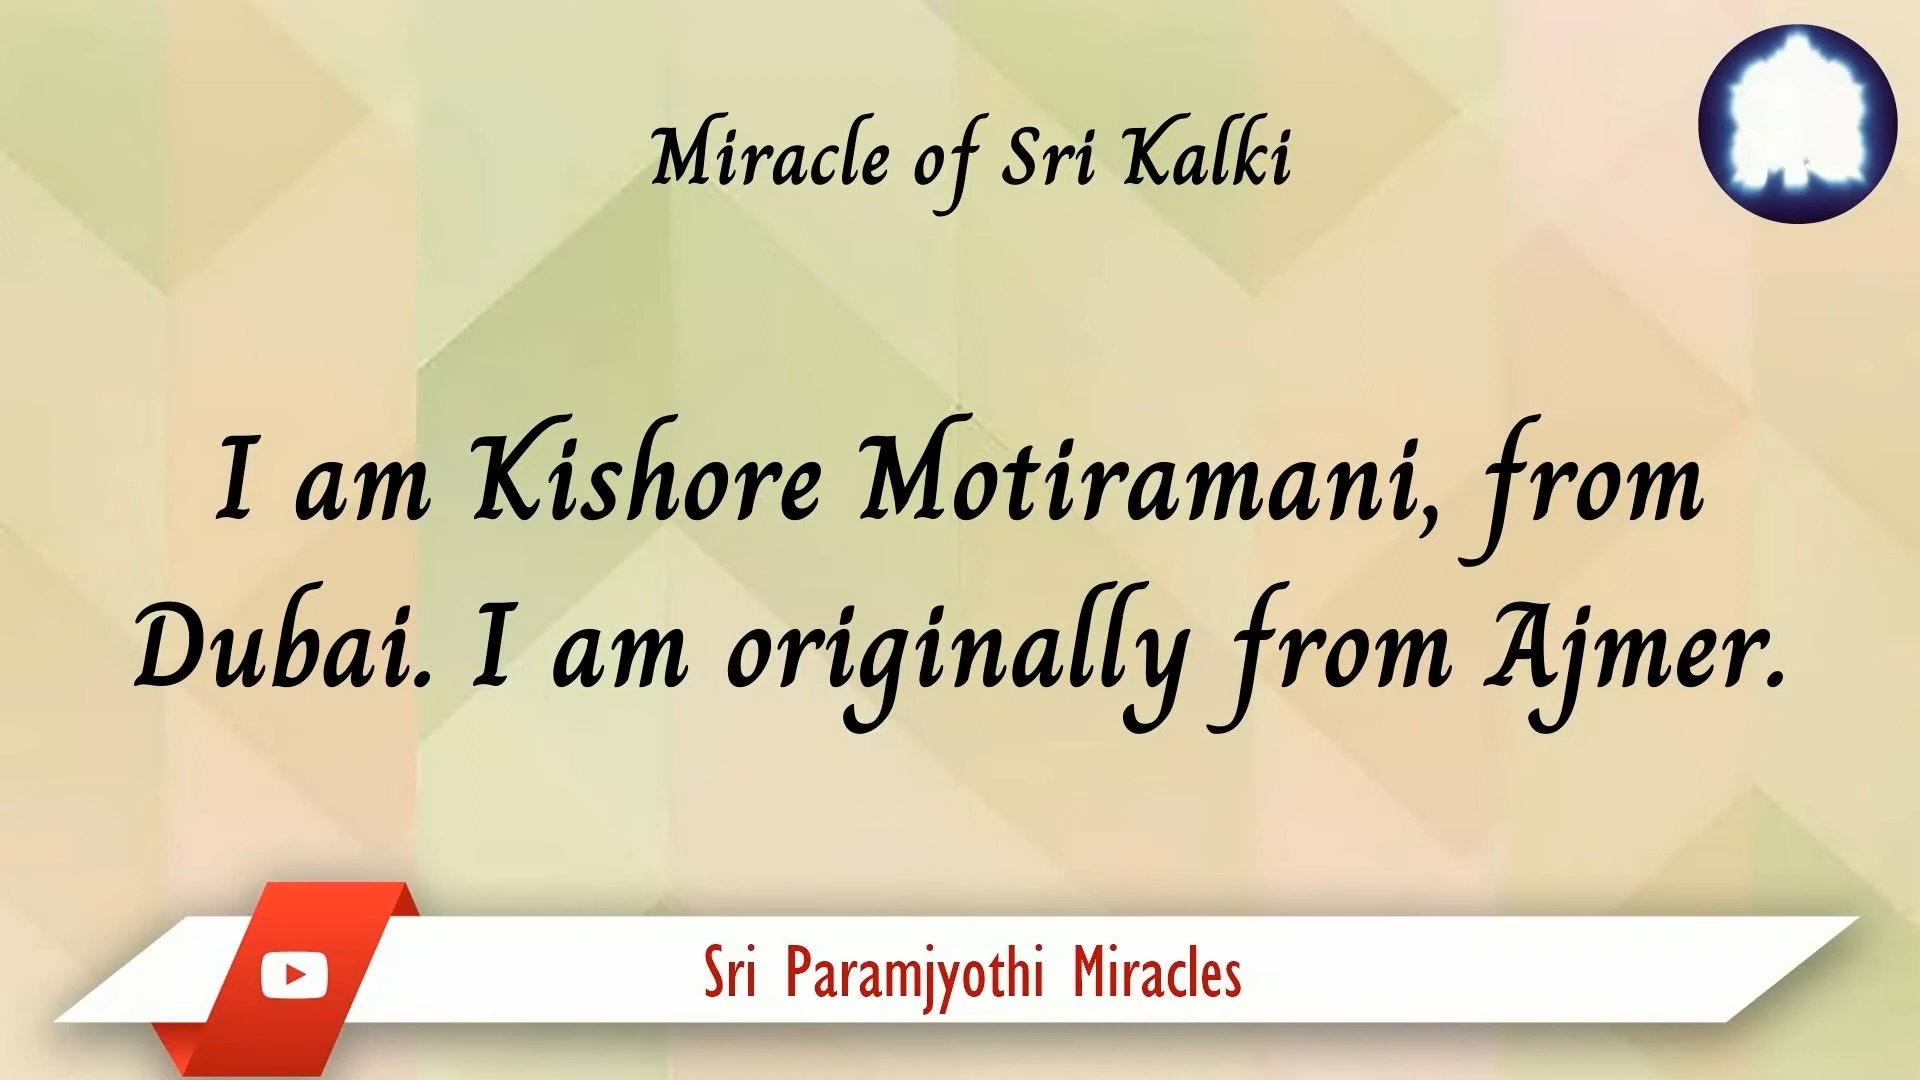 Miracle of Sri Kalki
I am Kishore Motiramani, from
Dubai. I am originally from Ajmer.
Sri Paramjyothi Miracles